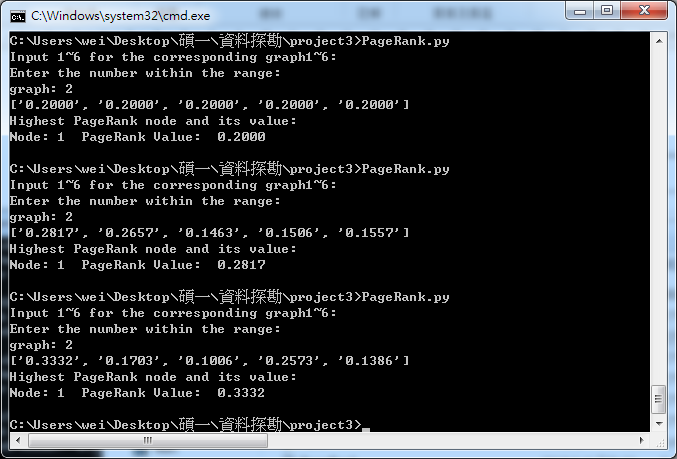 C:\Windows\system32\cmd.exe
C:\Users\wei\Desktop\碩一\資料探勘\project3>PageRank.py
Input 1~6 for the corresponding graph1~6:
Enter the number within the range:
graph: 2
['0.2000', '0.2000', '0.2000', '0.2000', '0.2000']
Highest PageRank node and its value:
Node: 1  PageRank Value:  0.2000
C:\Users\wei\Desktop\碩一\資料探勘\project3>PageRank.py
Input 1~6 for the corresponding graph1~6:
Enter the number within the range:
graph: 2
['0.2817', '0.2657', '0.1463', '0.1506', '0.1557']
Highest PageRank node and its value:
Node: 1  PageRank Value:  0.2817
C:\Users\wei\Desktop\碩一\資料探勘\project3>PageRank.py
Input 1~6 for the corresponding graph1~6:
Enter the number within the range:
graph: 2
['0.3332', '0.1703', '0.1006', '0.2573', '0.1386']
Highest PageRank node and its value:
Node: 1  PageRank Value:  0.3332
C:\Users\wei\Desktop\碩一\資料探勘\project3>